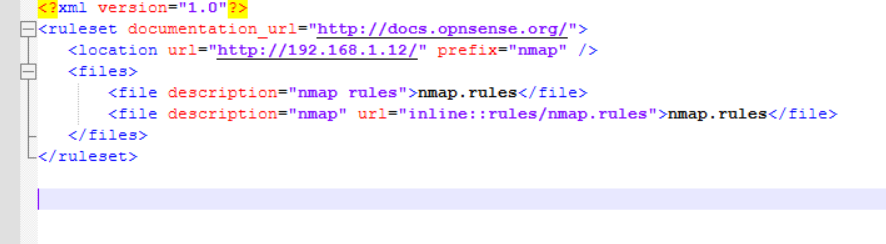 <?xml version="1.0"?>
<ruleset documentation_url="http://docs.opnsense.org/">
<location url="http://192.168.1.12/" prefix="nmap" />
<files>
<file description="nmap rules">nmap.rules</file>
<file description="nmap" url="inline::rules/nmap.rules">nmap.rules</file>
</files>
</ruleset>